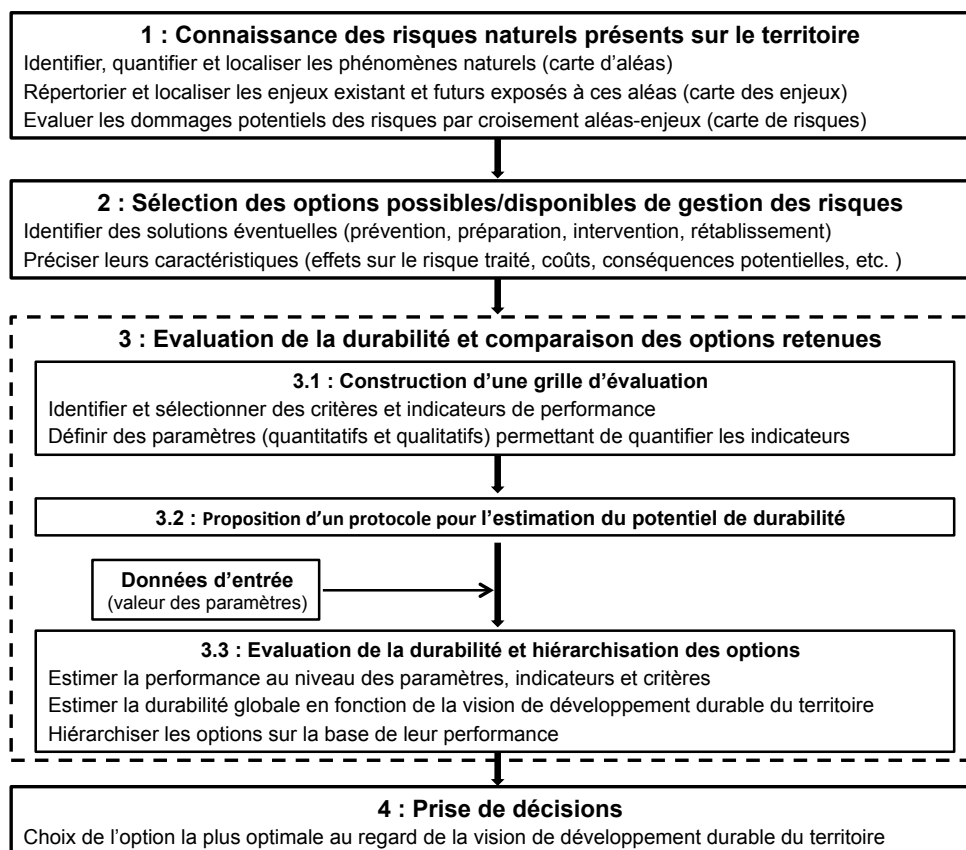 1 : Connaissance des risques naturels présents sur le territoire
Identifier, quantifier et localiser les phénomènes naturels (carte d'aléas)
Répertorier et localiser les enjeux existant et futurs exposés à ces aléas (carte des enjeux)
Evaluer les dommages potentiels des risques par croisement aléas-enjeux (carte de risques)
2 : Sélection des options possibles/disponibles de gestion des risques
Identifier des solutions éventuelles (prévention, préparation, intervention, rétablissement)
Préciser leurs caractéristiques (effets sur le risque traité, coûts, conséquences potentielles, etc. )
3 : Evaluation de la durabilité et comparaison des options retenues
3.1 : Construction d'une grille d'évaluation
Identifier et sélectionner des critères et indicateurs de performance
Définir des paramètres (quantitatifs et qualitatifs) permettant de quantifier les indicateurs
3.2 : Proposition d'un protocole pour l'estimation du potentiel de durabilité
Données d'entrée
(valeur des paramètres)
3.3 : Evaluation de la durabilité et hiérarchisation des options
Estimer la performance au niveau des paramètres, indicateurs et critères
Estimer la durabilité globale en fonction de la vision de développement durable du territoire
Hiérarchiser les options sur la base de leur performance
4 : Prise de décisions
Choix de l'option la plus optimale au regard de la vision de développement durable du territoire